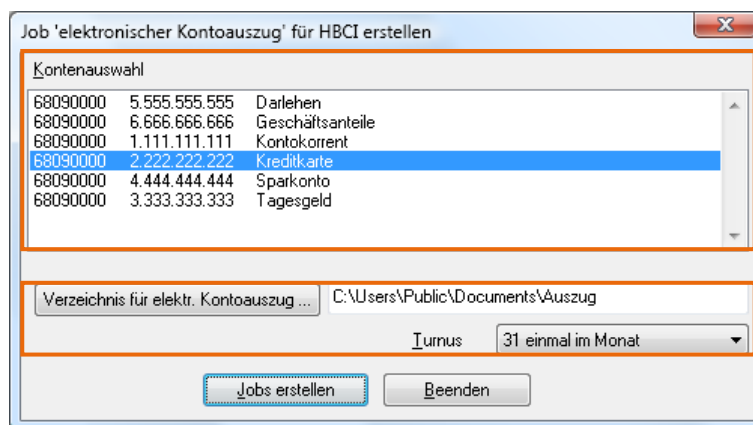 Job 'elektronischer Kontoauszug' für HBCI erstellen
Kontenauswahl
68090000 5.555.555.555 Darlehen
68090000 6.666.666.666 Geschäftsanteile
68090000 1.111.111.111 Kontokorrent
68090000 2.222.222.222 Kreditkarte
68090000 4.444.444.444 Sparkonto
68090000 3.333.333.333 Tagesgeld
Verzeichnis für elektr. Kontoauszug ... C:\Users\Public\Documents\Auszug
Turnus 31 einmal im Monat
Jobs erstellen Beenden